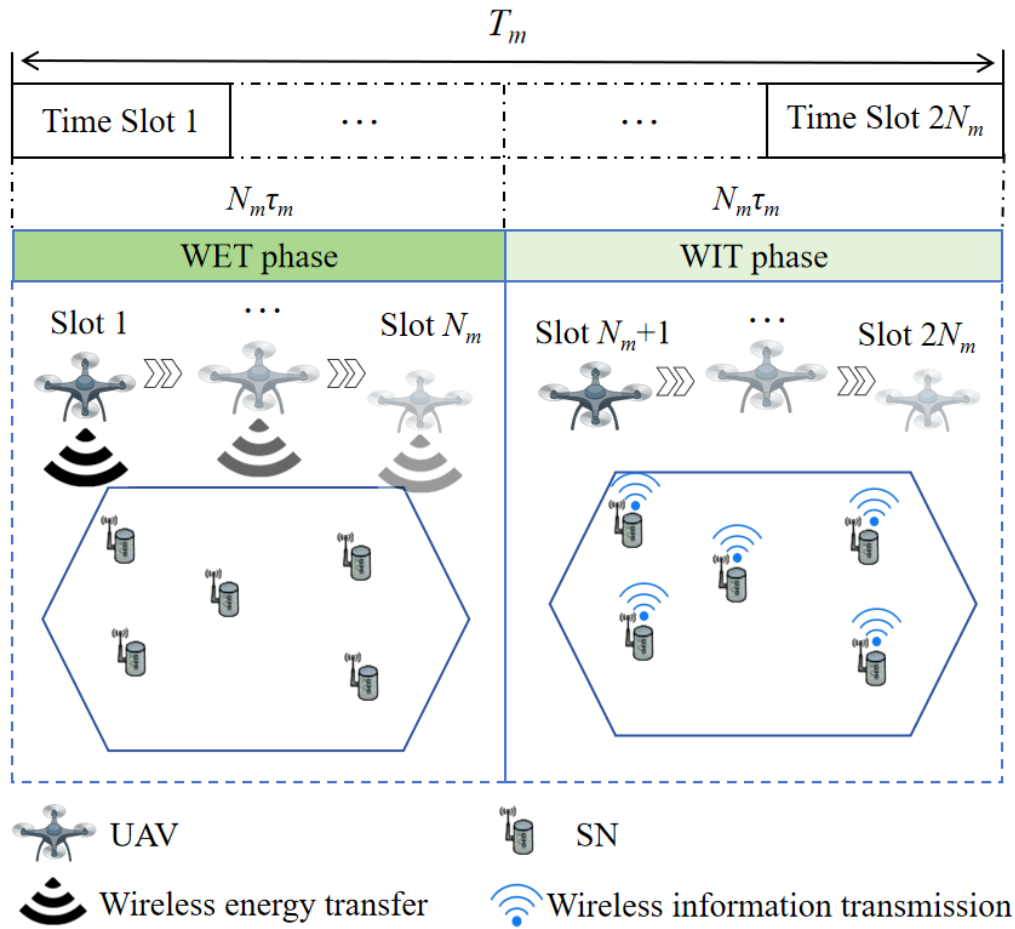 T_m
Time Slot 1 … … Time Slot 2N_m
N_mτ_m N_mτ_m
WET phase WIT phase
Slot 1 … Slot N_m
Slot N_m+1 … Slot 2N_m
UAV SN
Wireless energy transfer Wireless information transmission